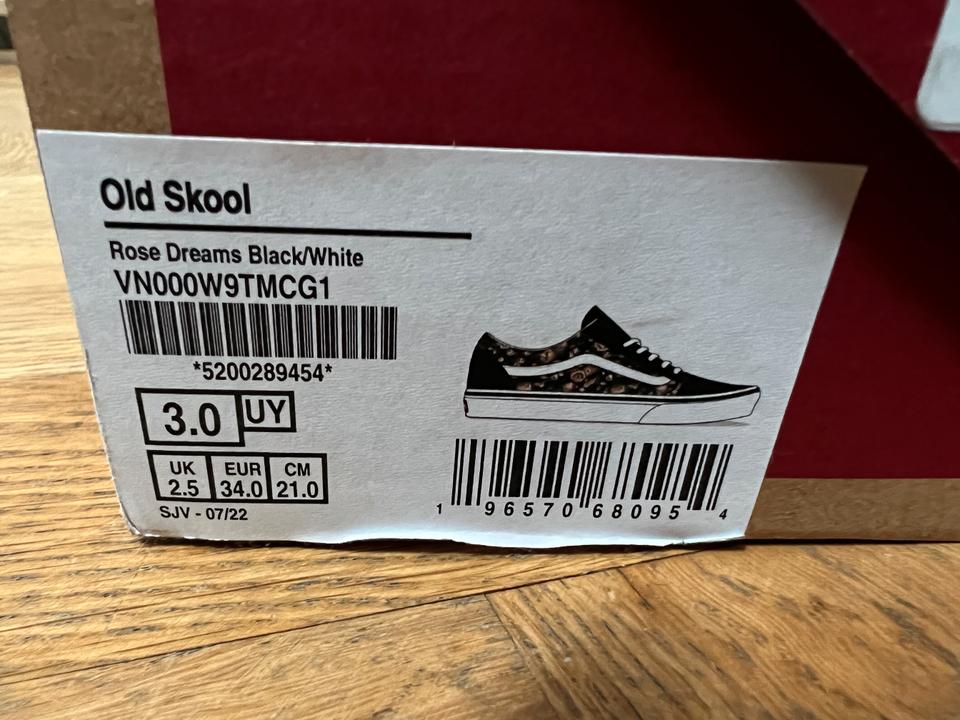 Old Skool
Rose Dreams Black/White
VN000W9TMCG1
*5200289454*
3.0 UY
UK EUR CM
2.5 34.0 21.0
SJV - 07/22
1 96570 68095 4